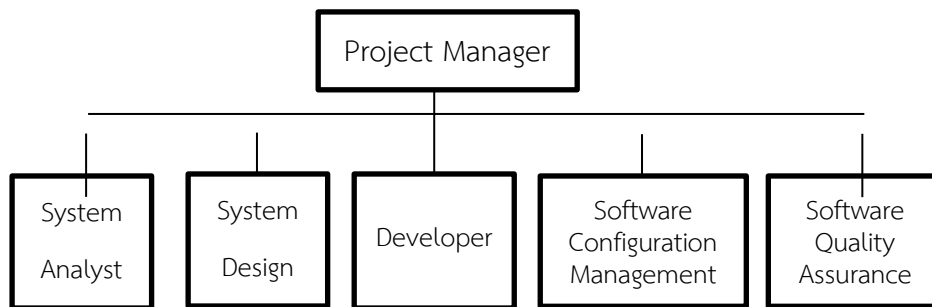 Project Manager
System
Analyst
System
Design
Developer
Software
Configuration
Management
Software
Quality
Assurance